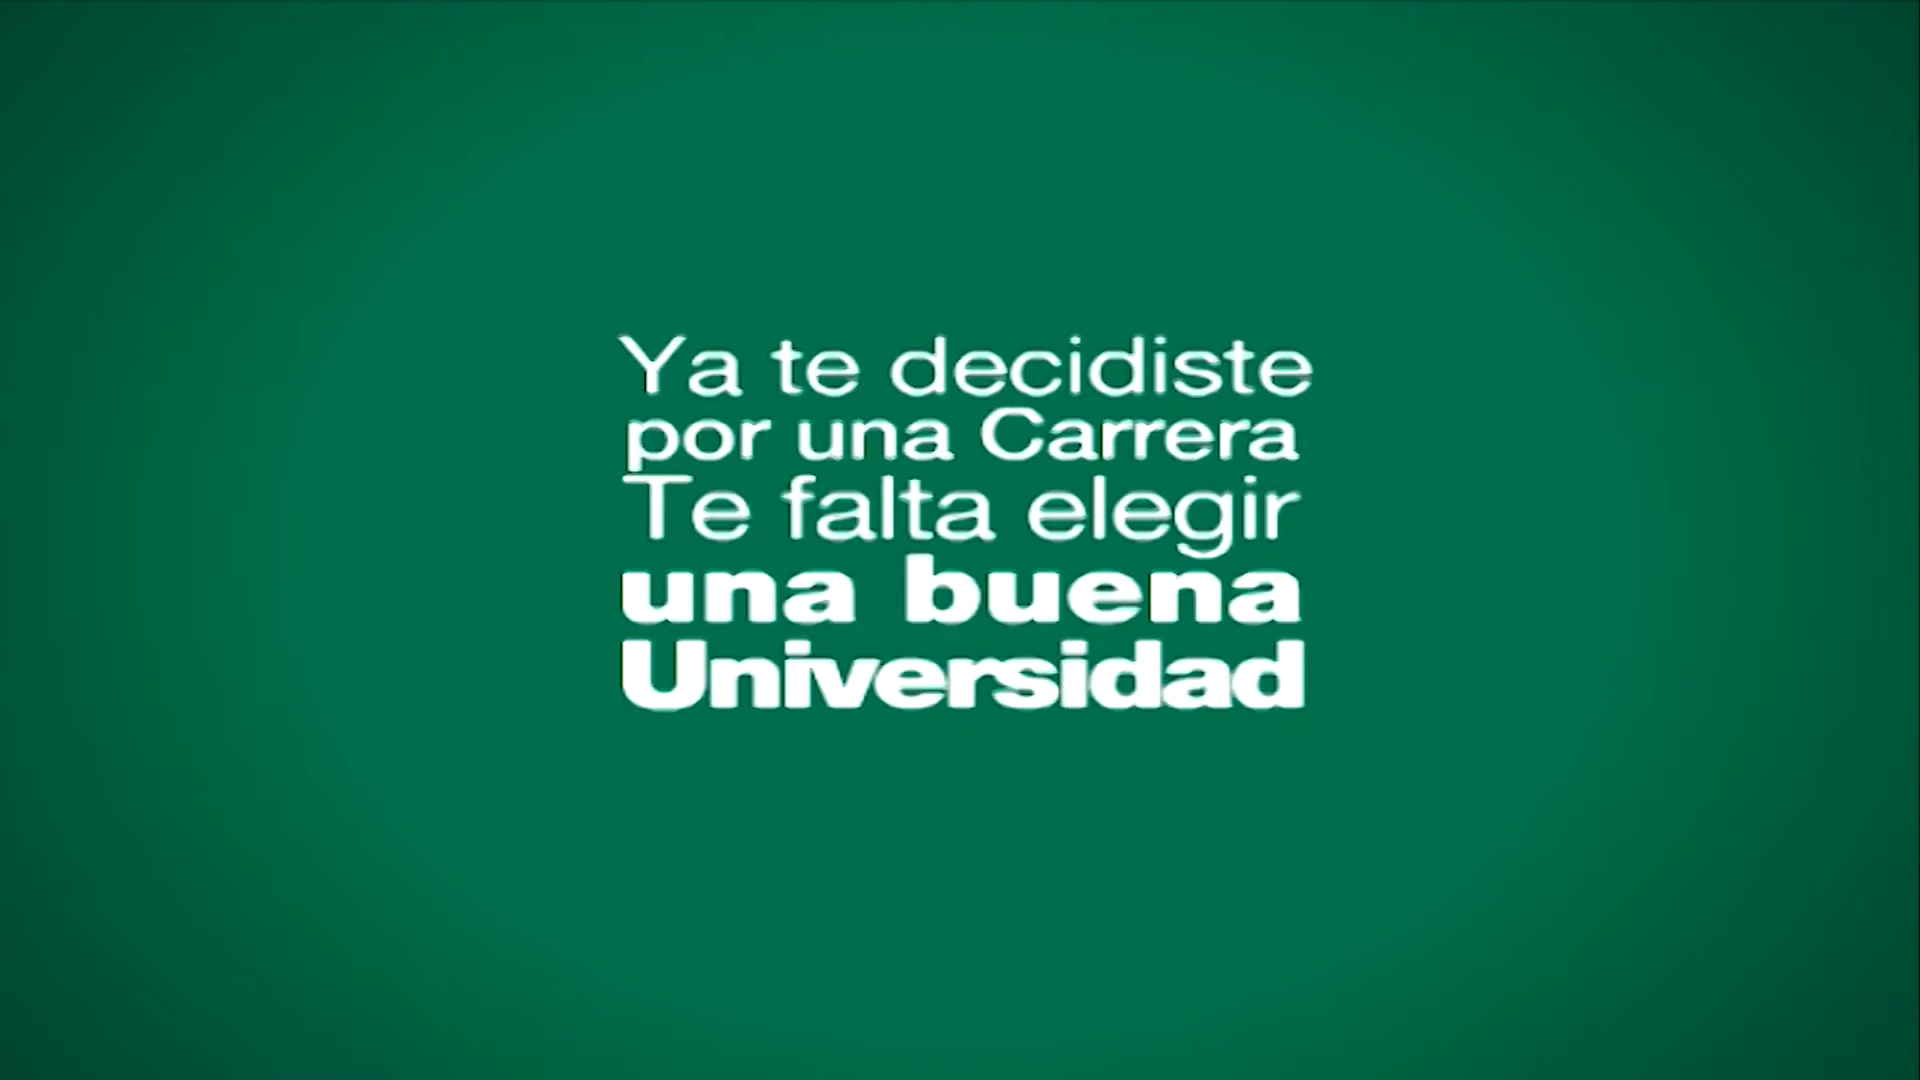 Ya te decidiste
por una Carrera
Te falta elegir
una buena
Universidad